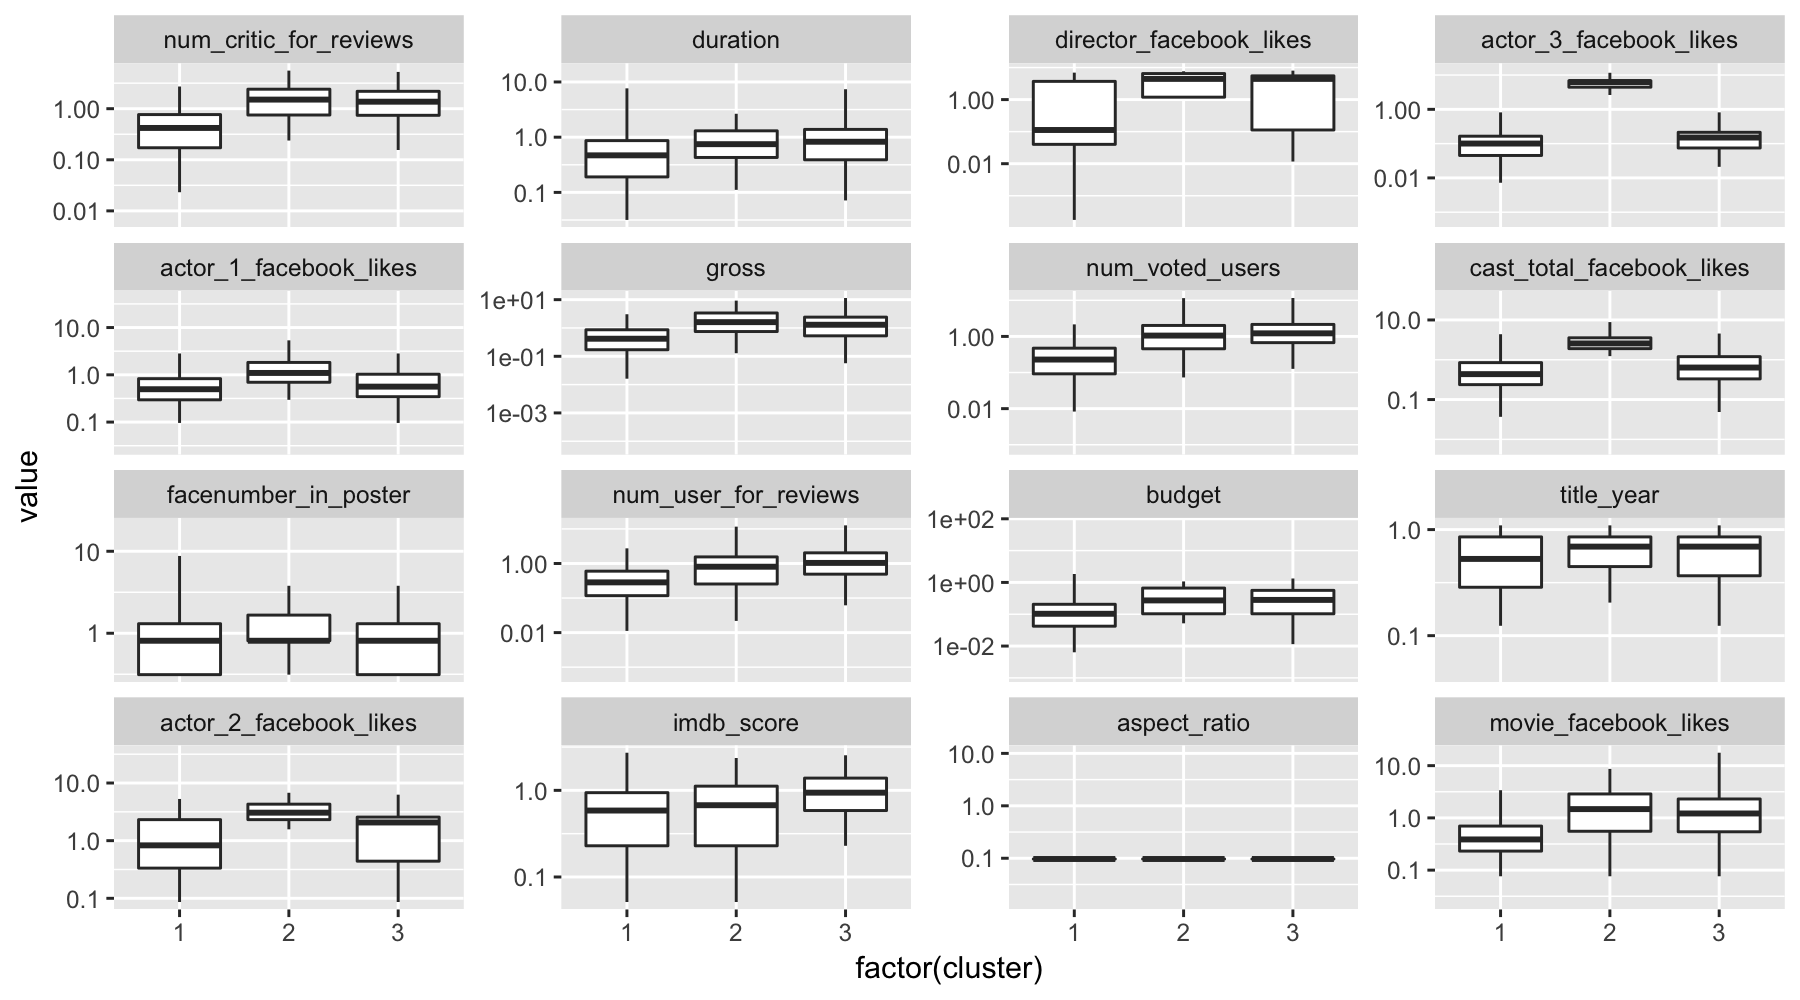 num_critic_for_reviews
duration
director_facebook_likes
actor_3_facebook_likes
1.00
0.10
0.01
10.0
1.0
0.1
1.00
0.01
1.00
0.01
actor_1_facebook_likes
gross
num_voted_users
cast_total_facebook_likes
10.0
1.0
0.1
1e+01
1e-01
1e-03
1.00
0.01
10.0
0.1
value
facenumber_in_poster
num_user_for_reviews
budget
title_year
10
1
1.00
0.01
1e+02
1e+00
1e-02
1.0
0.1
actor_2_facebook_likes
imdb_score
aspect_ratio
movie_facebook_likes
10.0
1.0
0.1
1.0
0.1
10.0
1.0
0.1
10.0
1.0
0.1
1 2 3
1 2 3
1 2 3
1 2 3
factor(cluster)